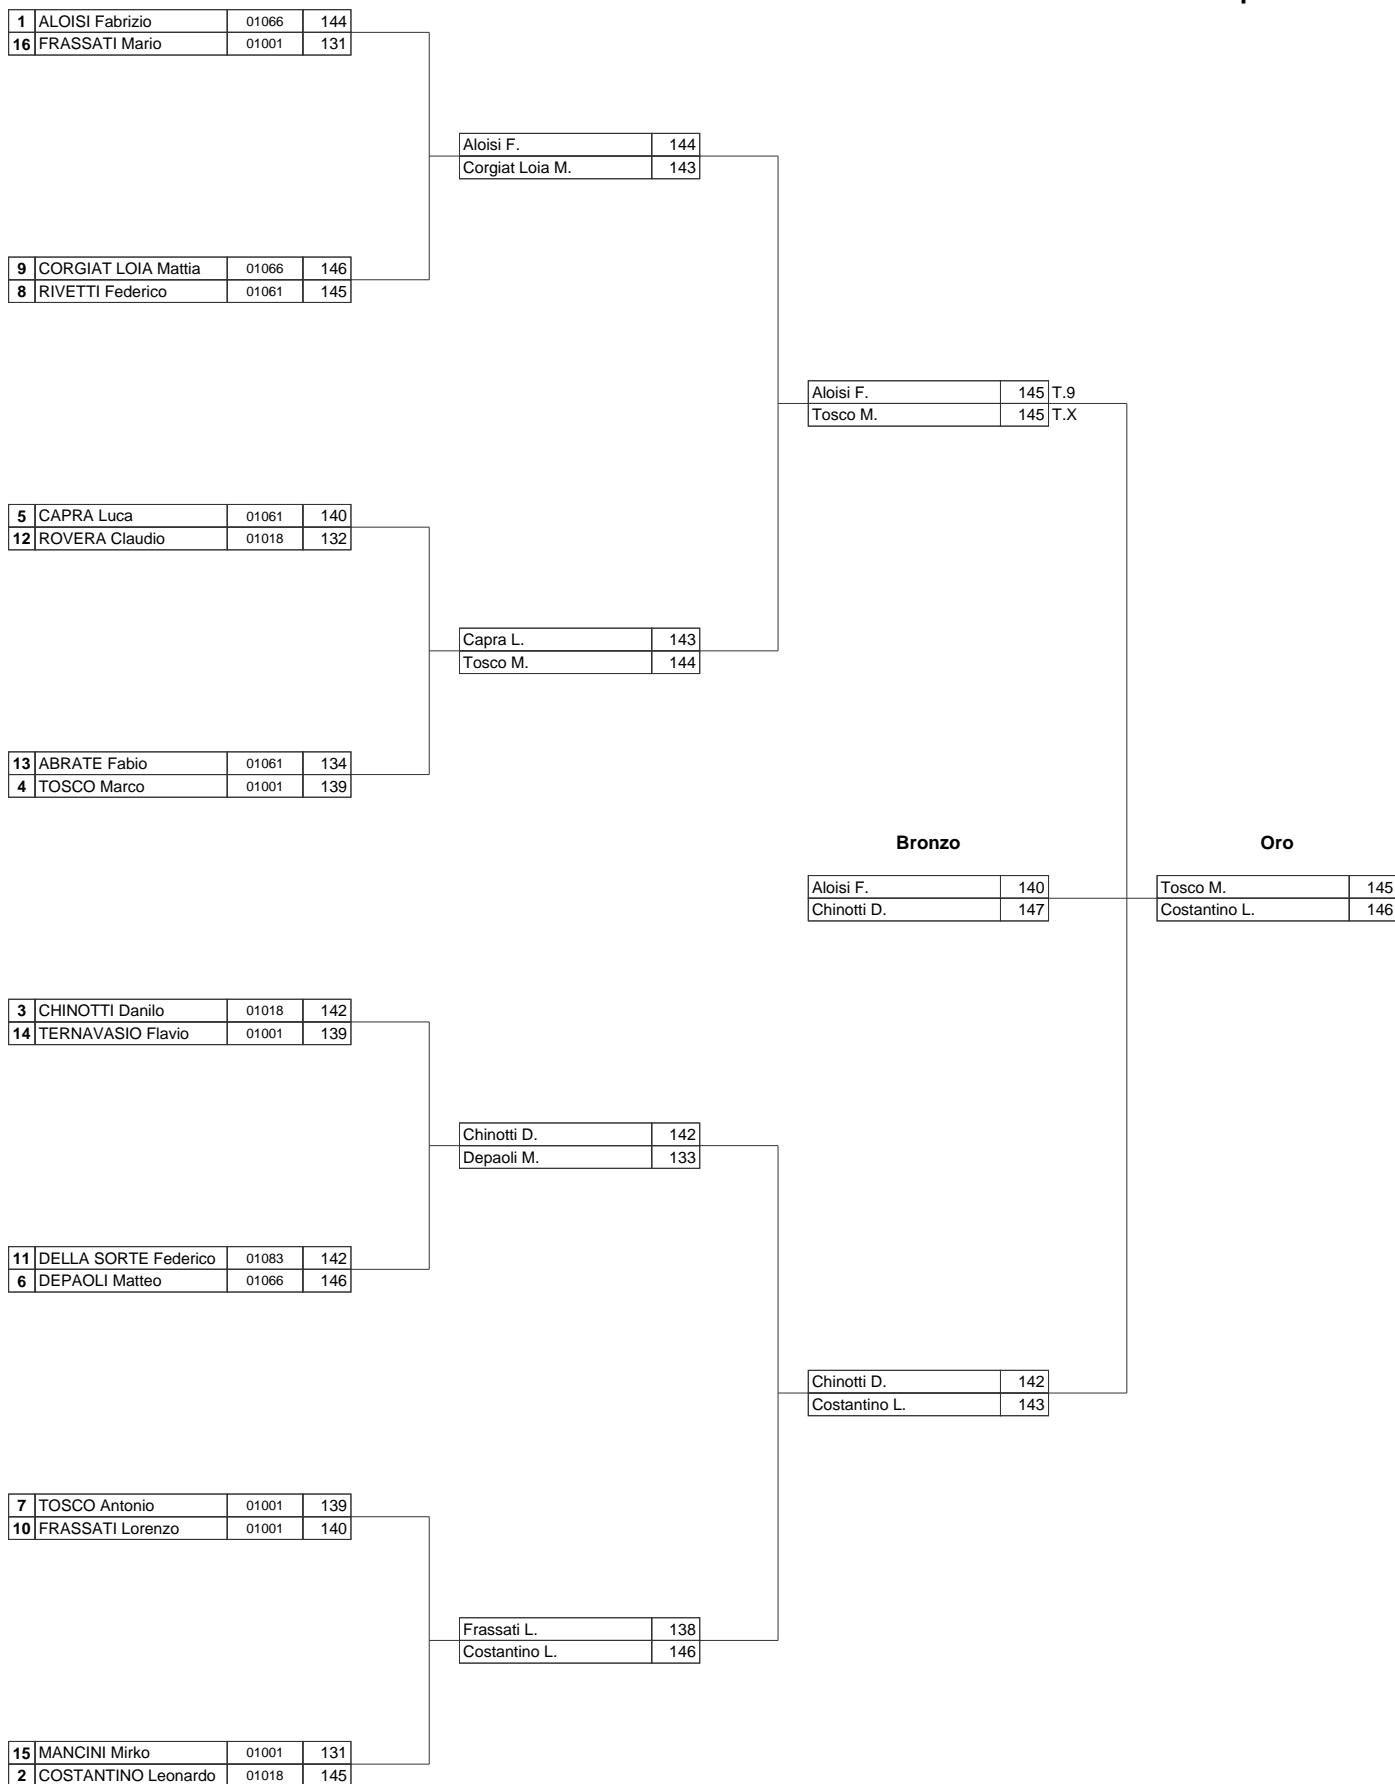 1 ALOISI Fabrizio 01066 144
16 FRASSATI Mario 01001 131
Aloisi F. 144
Corgiat Loia M. 143
9 CORGIAT LOIA Mattia 01066 146
8 RIVETTI Federico 01061 145
Aloisi F. 145 T.9
Tosco M. 145 T.X
5 CAPRA Luca 01061 140
12 ROVERA Claudio 01018 132
Capra L. 143
Tosco M. 144
13 ABRATE Fabio 01061 134
4 TOSCO Marco 01001 139
Bronzo Oro
Aloisi F. 140 Tosco M. 145
Chinotti D. 147 Costantino L. 146
3 CHINOTTI Danilo 01018 142
14 TERNAVASIO Flavio 01001 139
Chinotti D. 142
Depaoli M. 133
11 DELLA SORTE Federico 01083 142
6 DEPAOLI Matteo 01066 146
Chinotti D. 142
Costantino L. 143
7 TOSCO Antonio 01001 139
10 FRASSATI Lorenzo 01001 140
Frassati L. 138
Costantino L. 146
15 MANCINI Mirko 01001 131
2 COSTANTINO Leonardo 01018 145